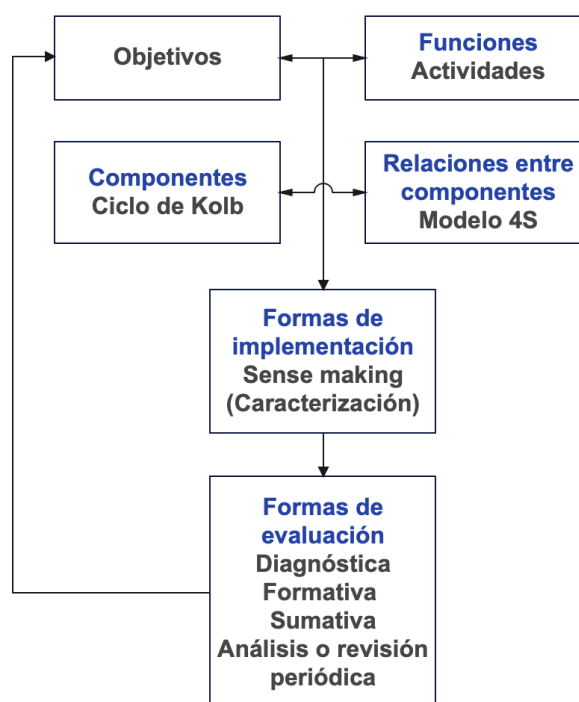 Objetivos
Funciones
Actividades
Componentes
Ciclo de Kolb
Relaciones entre
componentes
Modelo 4S
Formas de
implementación
Sense making
(Caracterización)
Formas de
evaluación
Diagnóstica
Formativa
Sumativa
Análisis o revisión
periódica